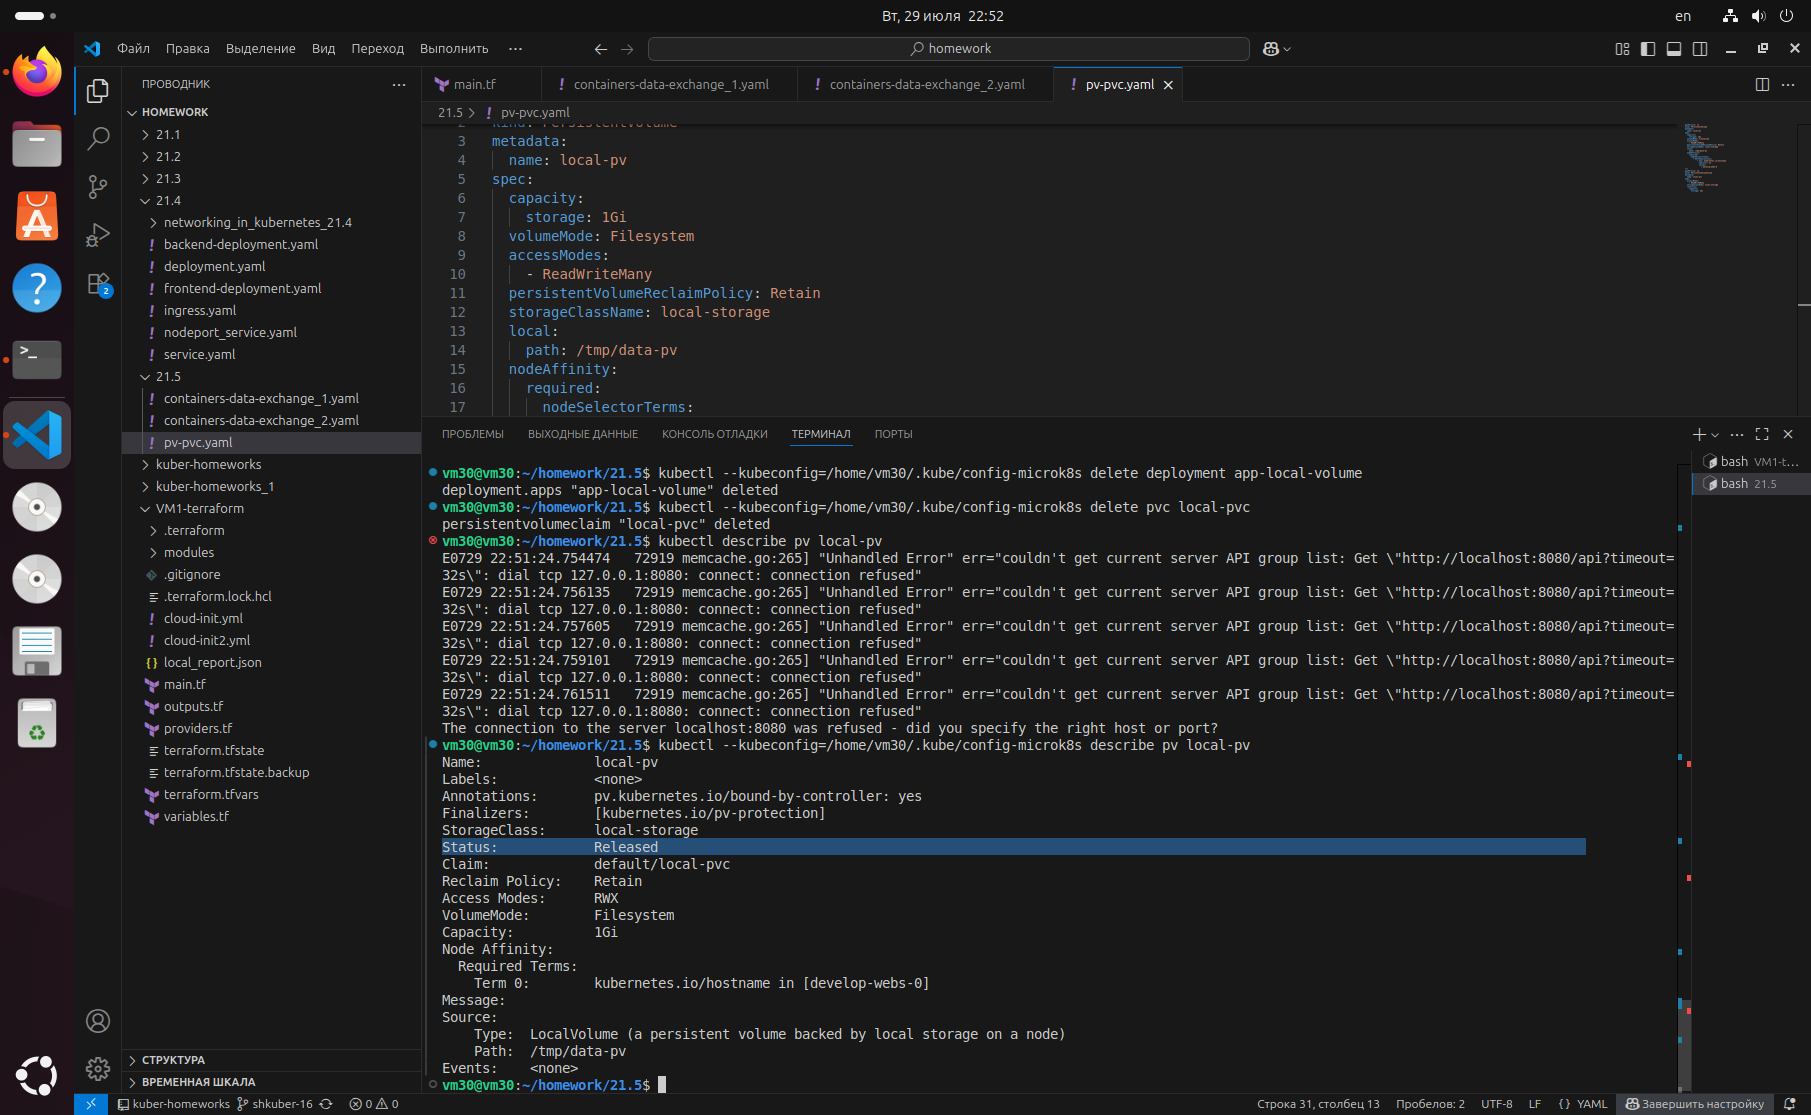 Вт, 29 июля 22:52
en
Файл Правка Выделение Вид Переход Выполнить ···
homework
ПРОВОДНИК
main.tf
containers-data-exchange_1.yaml
containers-data-exchange_2.yaml
pv-pvc.yaml
21.5 > pv-pvc.yaml
HOMEWORK
21.1
21.2
21.3
21.4
networking_in_kubernetes_21.4
backend-deployment.yaml
deployment.yaml
frontend-deployment.yaml
ingress.yaml
nodeport_service.yaml
service.yaml
21.5
containers-data-exchange_1.yaml
containers-data-exchange_2.yaml
pv-pvc.yaml
kuber-homeworks
kuber-homeworks_1
VM1-terraform
.terraform
modules
.gitignore
.terraform.lock.hcl
cloud-init.yml
cloud-init2.yml
local_report.json
main.tf
outputs.tf
providers.tf
terraform.tfstate
terraform.tfstate.backup
terraform.tfvars
variables.tf
СТРУКТУРА
ВРЕМЕННАЯ ШКАЛА
2
2 kind: PersistentVolume
3 metadata:
4 name: local-pv
5 spec:
6 capacity:
7 storage: 1Gi
8 volumeMode: Filesystem
9 accessModes:
10 - ReadWriteMany
11 persistentVolumeReclaimPolicy: Retain
12 storageClassName: local-storage
13 local:
14 path: /tmp/data-pv
15 nodeAffinity:
16 required:
17 nodeSelectorTerms:
ПРОБЛЕМЫ ВЫХОДНЫЕ ДАННЫЕ КОНСОЛЬ ОТЛАДКИ ТЕРМИНАЛ ПОРТЫ
bash VM1-t...
bash 21.5
vm30@vm30:~/homework/21.5$ kubectl --kubeconfig=/home/vm30/.kube/config-microk8s delete deployment app-local-volume
deployment.apps "app-local-volume" deleted
vm30@vm30:~/homework/21.5$ kubectl --kubeconfig=/home/vm30/.kube/config-microk8s delete pvc local-pvc
persistentvolumeclaim "local-pvc" deleted
vm30@vm30:~/homework/21.5$ kubectl describe pv local-pv
E0729 22:51:24.754474 72919 memcache.go:265] "Unhandled Error" err="couldn't get current server API group list: Get \"http://localhost:8080/api?timeout=
32s\": dial tcp 127.0.0.1:8080: connect: connection refused"
E0729 22:51:24.756135 72919 memcache.go:265] "Unhandled Error" err="couldn't get current server API group list: Get \"http://localhost:8080/api?timeout=
32s\": dial tcp 127.0.0.1:8080: connect: connection refused"
E0729 22:51:24.757605 72919 memcache.go:265] "Unhandled Error" err="couldn't get current server API group list: Get \"http://localhost:8080/api?timeout=
32s\": dial tcp 127.0.0.1:8080: connect: connection refused"
E0729 22:51:24.759101 72919 memcache.go:265] "Unhandled Error" err="couldn't get current server API group list: Get \"http://localhost:8080/api?timeout=
32s\": dial tcp 127.0.0.1:8080: connect: connection refused"
E0729 22:51:24.761511 72919 memcache.go:265] "Unhandled Error" err="couldn't get current server API group list: Get \"http://localhost:8080/api?timeout=
32s\": dial tcp 127.0.0.1:8080: connect: connection refused"
The connection to the server localhost:8080 was refused - did you specify the right host or port?
vm30@vm30:~/homework/21.5$ kubectl --kubeconfig=/home/vm30/.kube/config-microk8s describe pv local-pv
Name: local-pv
Labels: <none>
Annotations: pv.kubernetes.io/bound-by-controller: yes
Finalizers: [kubernetes.io/pv-protection]
StorageClass: local-storage
Status: Released
Claim: default/local-pvc
Reclaim Policy: Retain
Access Modes: RWX
VolumeMode: Filesystem
Capacity: 1Gi
Node Affinity:
Required Terms:
Term 0: kubernetes.io/hostname in [develop-webs-0]
Message:
Source:
Type: LocalVolume (a persistent volume backed by local storage on a node)
Path: /tmp/data-pv
Events: <none>
vm30@vm30:~/homework/21.5$
kuber-homeworks shkuber-16 0 0 Строка 31, столбец 13 Пробелов: 2 UTF-8 LF {} YAML Завершить настройку